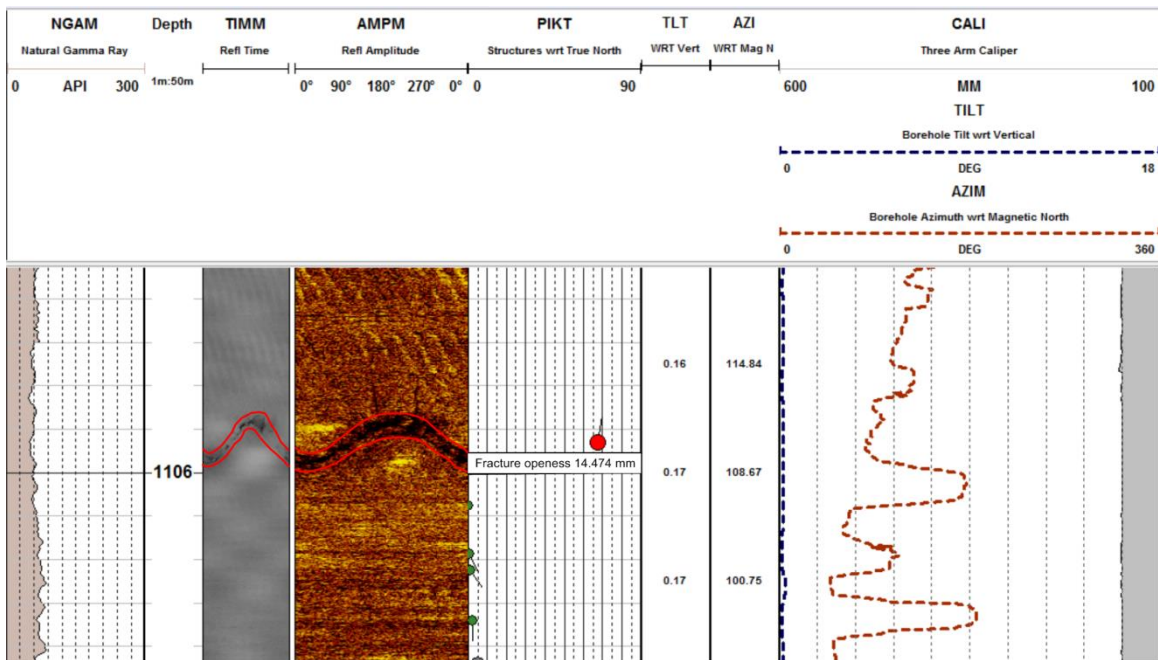 NGAM Depth TIMM AMPM PIKT TLT AZI CALI
Natural Gamma Ray Refl Time Refl Amplitude Structures wrt True North WRT Vert WRT Mag N Three Arm Caliper
0 API 300 1m:50m 0° 90° 180° 270° 0° 0 90 600 MM 100
TILT
Borehole Tilt wrt Vertical
0 DEG 18
AZIM
Borehole Azimuth wrt Magnetic North
0 DEG 360
0.16 114.84
Fracture openess 14.474 mm
1106 0.17 108.67
0.17 100.75